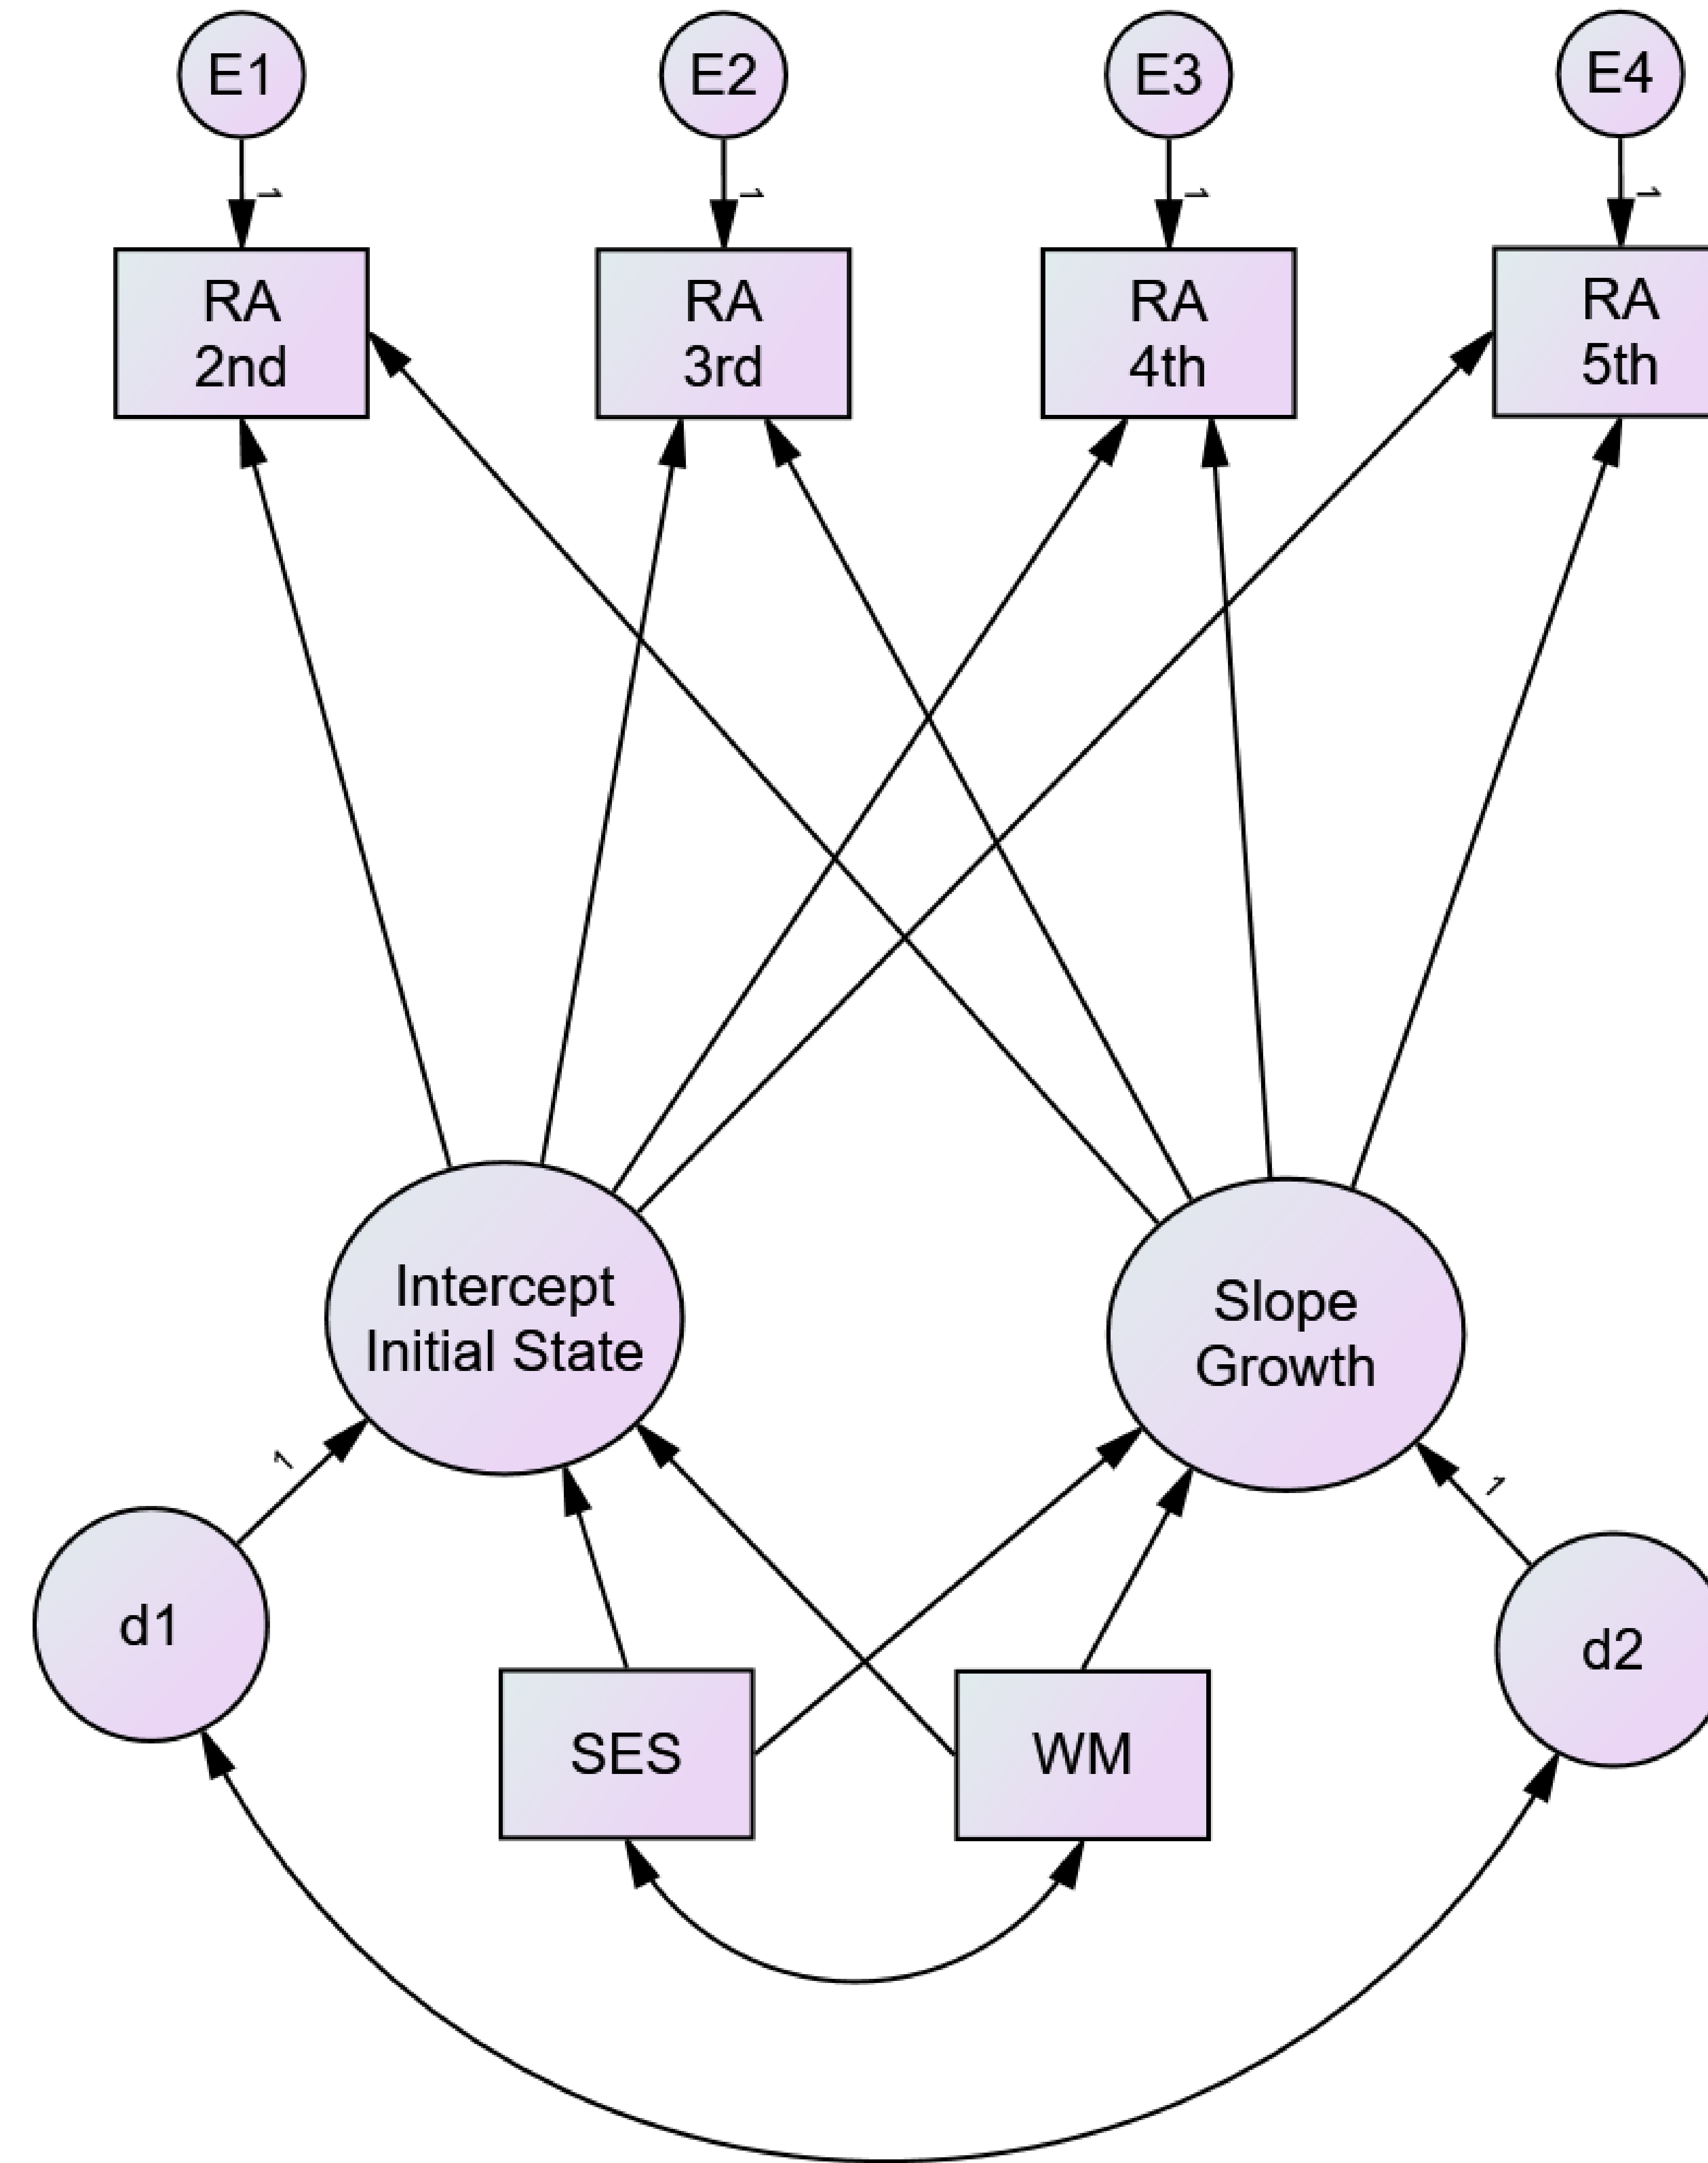 E1
E2
E3
E4
1
1
1
1
RA
2nd
RA
3rd
RA
4th
RA
5th
Intercept
Initial State
Slope
Growth
1
1
d1
d2
SES
WM